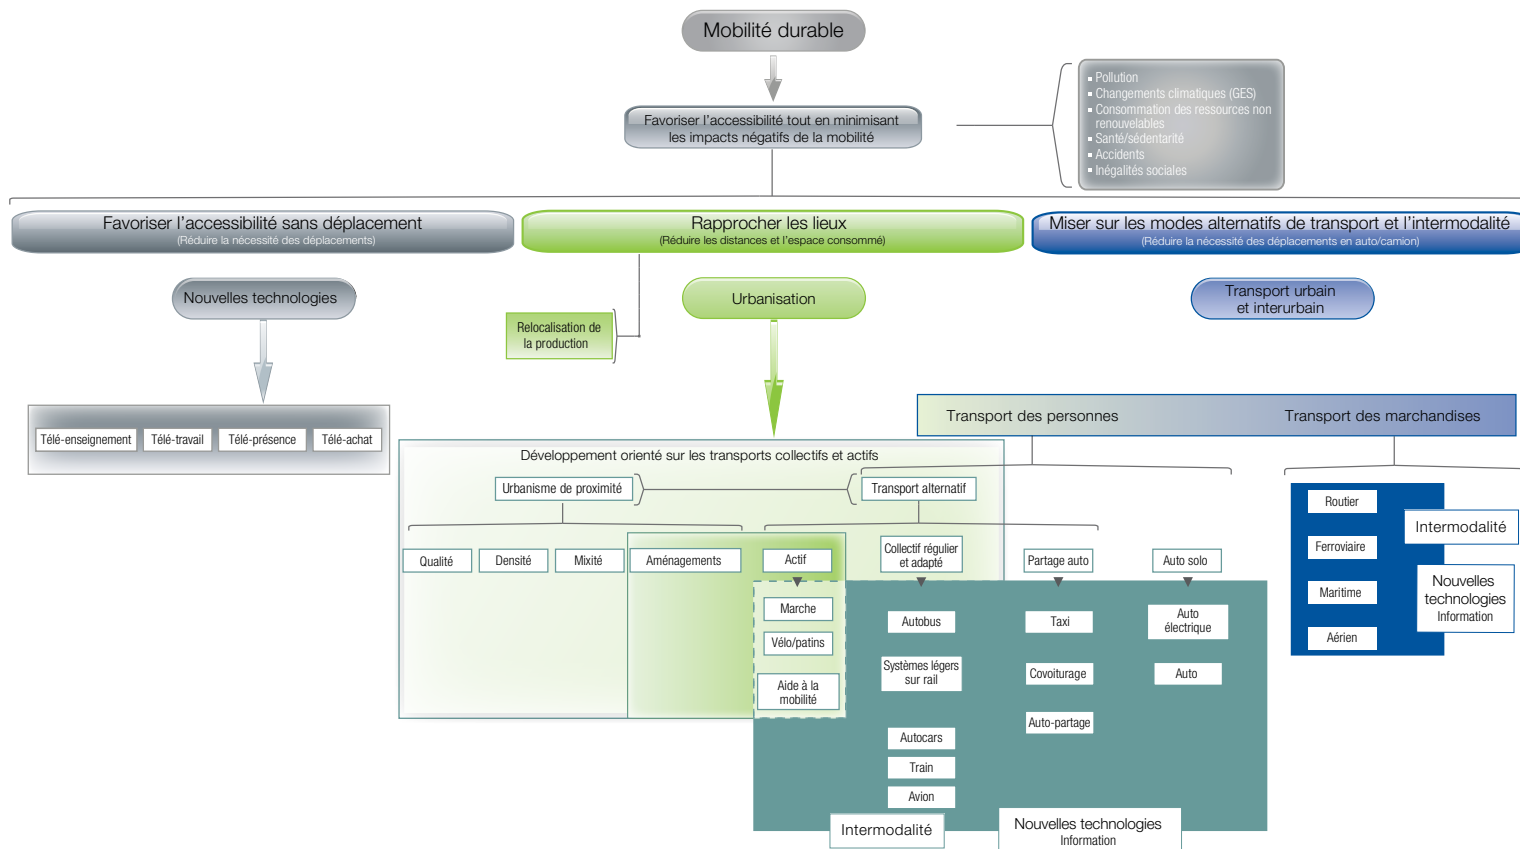 Mobilité durable
Favoriser l'accessibilité tout en minimisant
les impacts négatifs de la mobilité
Pollution
Changements climatiques (GES)
Consommation des ressources non
renouvelables
Santé/sédentarité
Accidents
Inégalités sociales
Favoriser l'accessibilité sans déplacement
(Réduire la nécessité des déplacements)
Rapprocher les lieux
(Réduire les distances et l'espace consommé)
Miser sur les modes alternatifs de transport et l'intermodalité
(Réduire la nécessité des déplacements en auto/camion)
Nouvelles technologies
Urbanisation
Transport urbain
et interurbain
Relocalisation de
la production
Télé-enseignement
Télé-travail
Télé-présence
Télé-achat
Transport des personnes
Transport des marchandises
Développement orienté sur les transports collectifs et actifs
Urbanisme de proximité
Transport alternatif
Qualité
Densité
Mixité
Aménagements
Actif
Collectif régulier
et adapté
Partage auto
Auto solo
Marche
Vélo/patins
Aide à la
mobilité
Autobus
Systèmes légers
sur rail
Autocars
Train
Avion
Taxi
Covoiturage
Auto-partage
Auto
électrique
Auto
Intermodalité
Nouvelles technologies
Information
Routier
Ferroviaire
Maritime
Aérien
Intermodalité
Nouvelles
technologies
Information